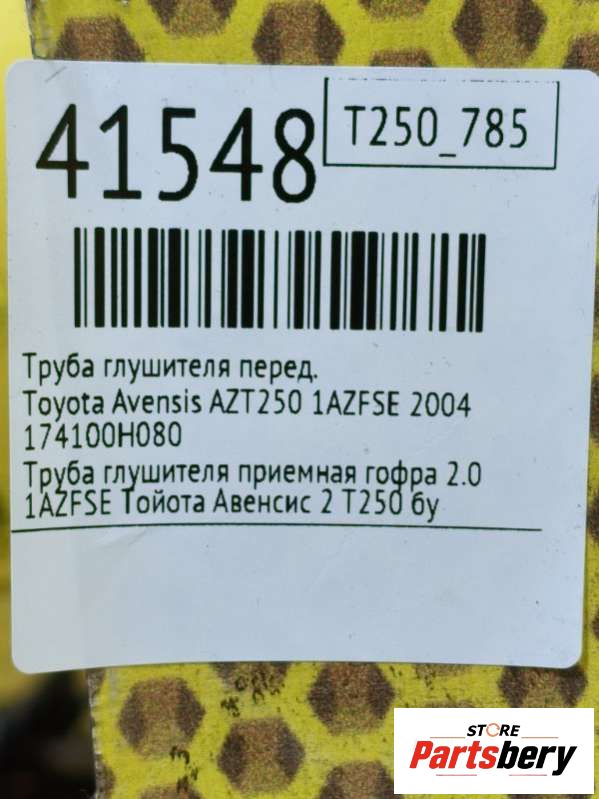 41548
T250_785
Труба глушителя перед.
Toyota Avensis AZT250 1AZFSE 2004
174100H080
Труба глушителя приемная гофра 2.0
1AZFSE Тойота Авенсис 2 Т250 бу
STORE
Partsbery